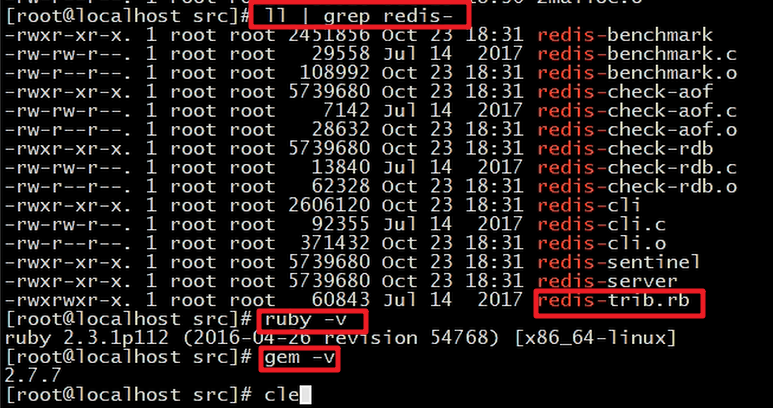 [root@localhost src]# ll | grep redis-
-rwxr-xr-x. 1 root root 2451856 Oct 23 18:31 redis-benchmark
-rw-rw-r--. 1 root root   29558 Jul 14  2017 redis-benchmark.c
-rw-r--r--. 1 root root  108992 Oct 23 18:31 redis-benchmark.o
-rwxr-xr-x. 1 root root 5739680 Oct 23 18:31 redis-check-aof
-rw-rw-r--. 1 root root    7142 Jul 14  2017 redis-check-aof.c
-rw-r--r--. 1 root root   28632 Oct 23 18:31 redis-check-aof.o
-rwxr-xr-x. 1 root root 5739680 Oct 23 18:31 redis-check-rdb
-rw-rw-r--. 1 root root   13840 Jul 14  2017 redis-check-rdb.c
-rw-r--r--. 1 root root   62328 Oct 23 18:31 redis-check-rdb.o
-rwxr-xr-x. 1 root root 2606120 Oct 23 18:31 redis-cli
-rw-rw-r--. 1 root root   92355 Jul 14  2017 redis-cli.c
-rw-r--r--. 1 root root  371432 Oct 23 18:31 redis-cli.o
-rwxr-xr-x. 1 root root 5739680 Oct 23 18:31 redis-sentinel
-rwxr-xr-x. 1 root root 5739680 Oct 23 18:31 redis-server
-rwxrwxr-x. 1 root root   60843 Jul 14  2017 redis-trib.rb
[root@localhost src]# ruby -v
ruby 2.3.1p112 (2016-04-26 revision 54768) [x86_64-linux]
[root@localhost src]# gem -v
2.7.7
[root@localhost src]# cle